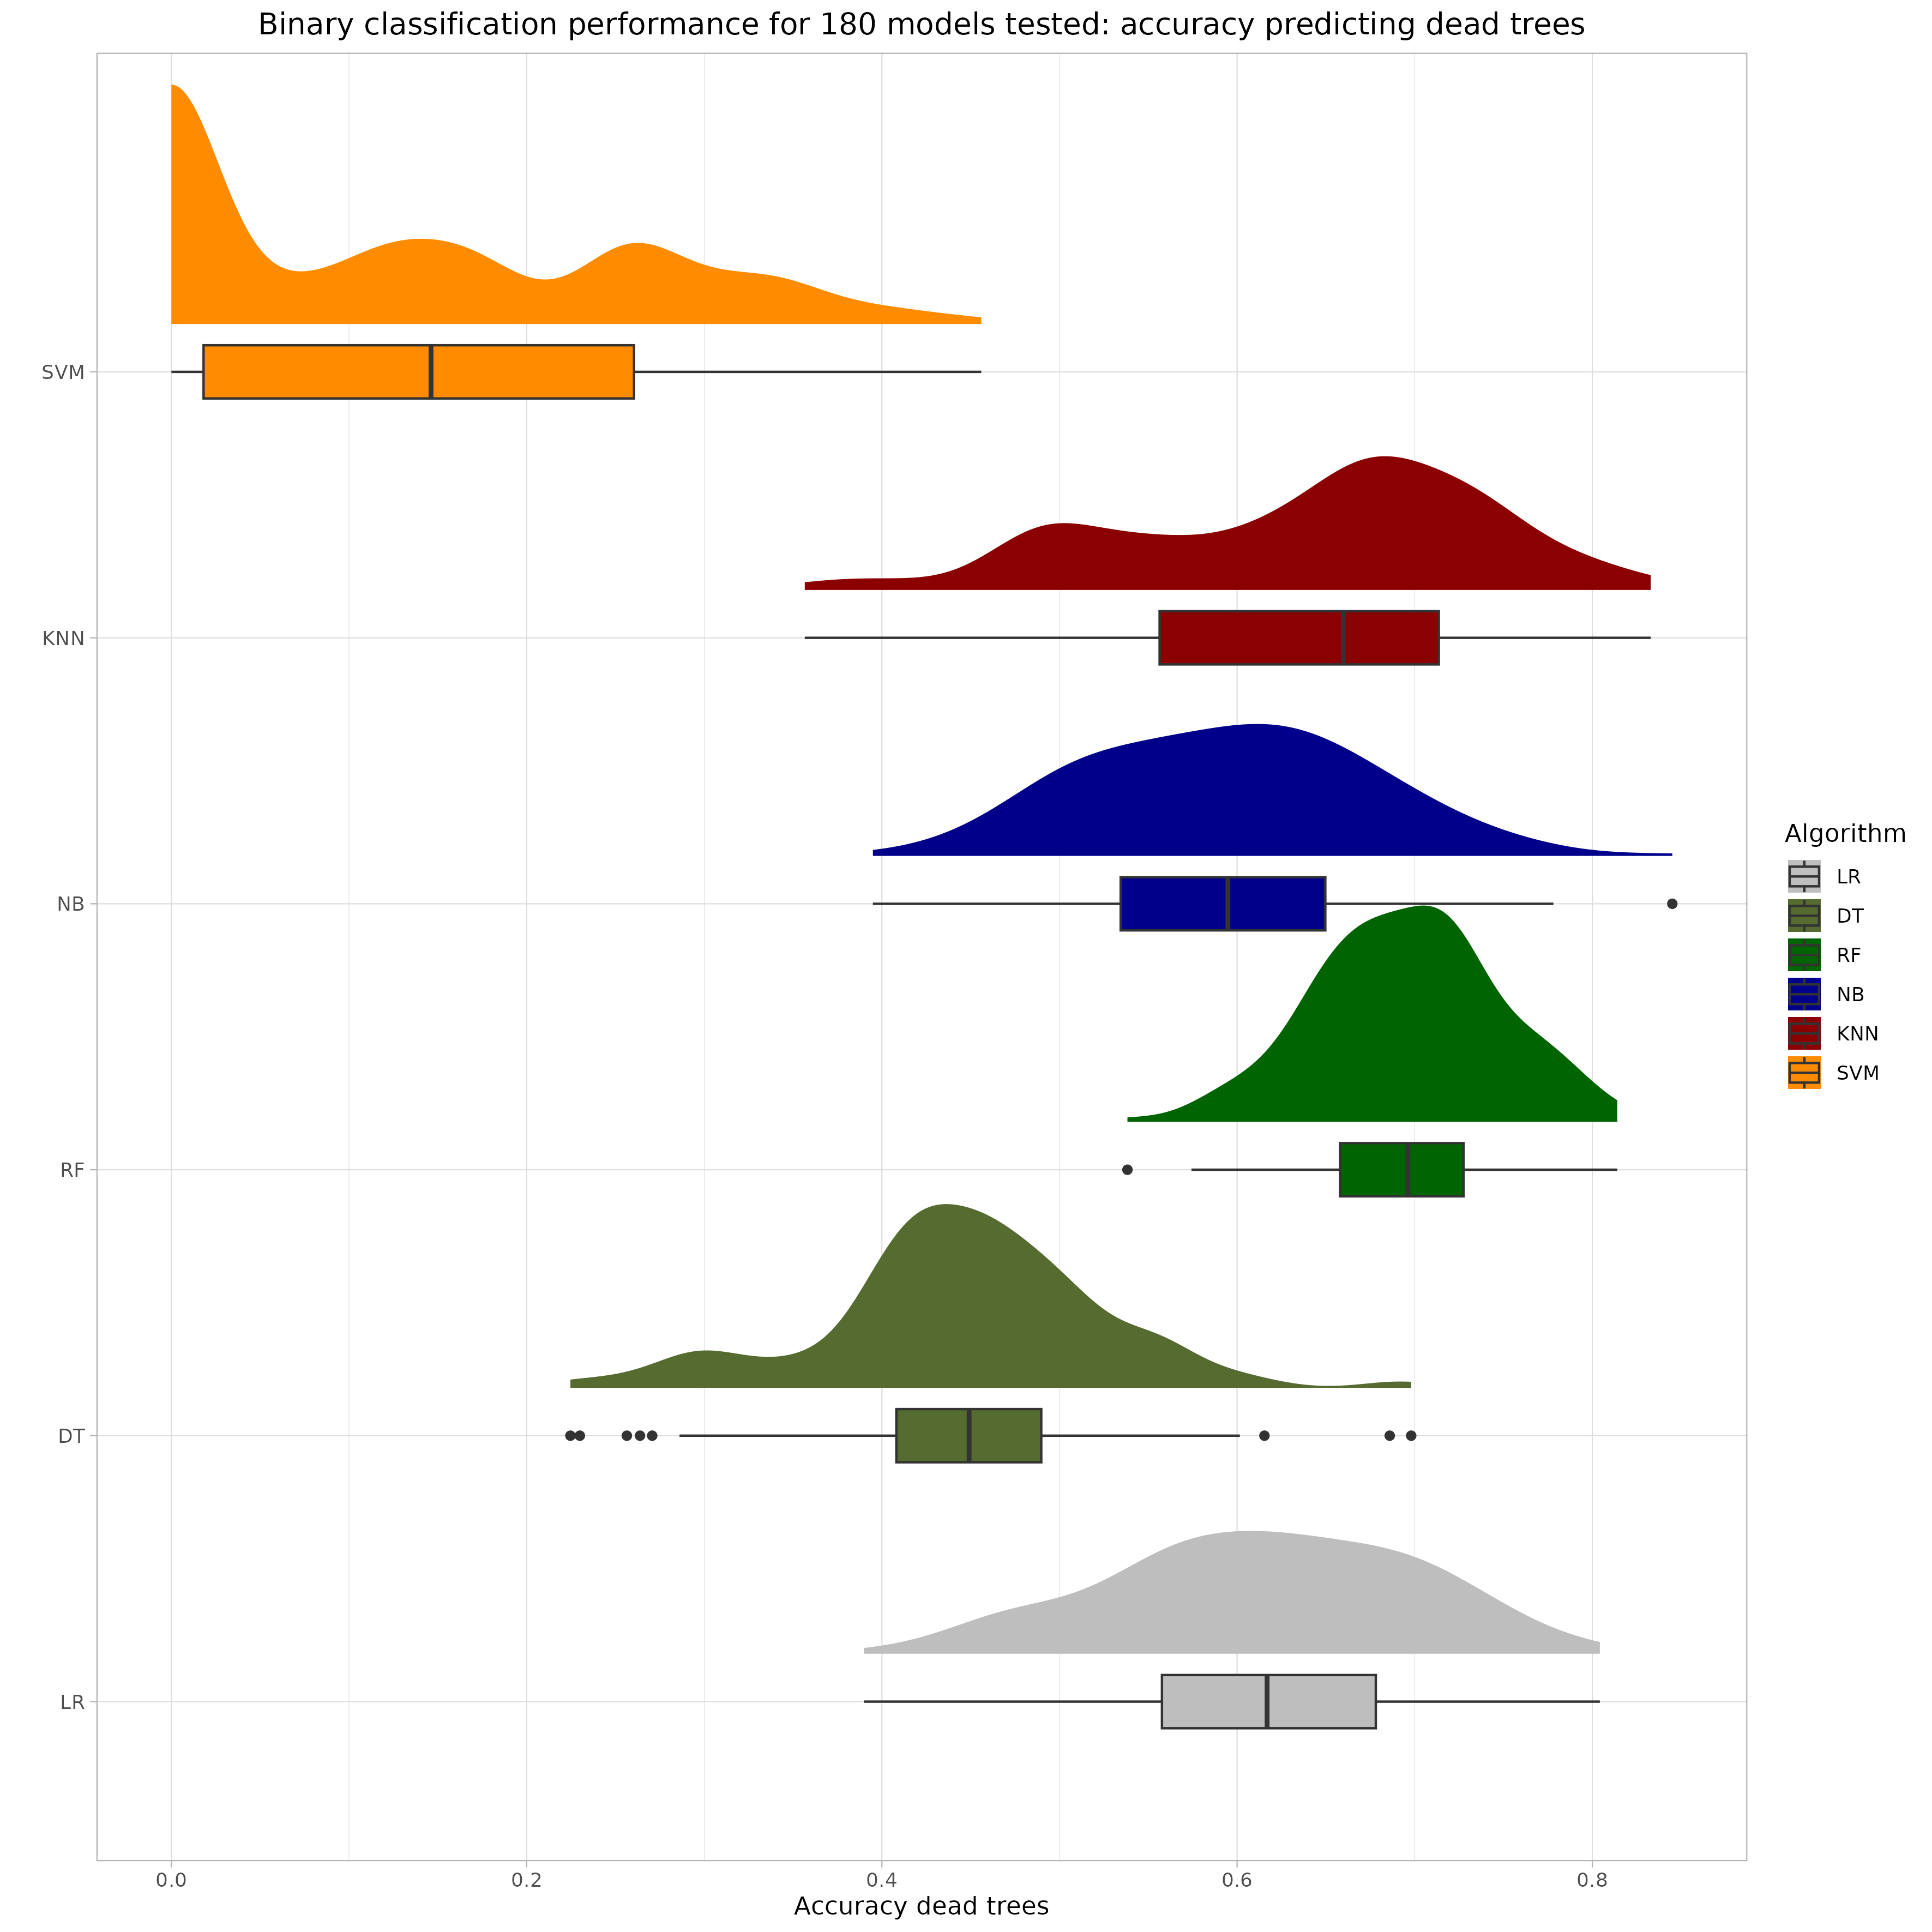 Binary classification performance for 180 models tested: accuracy predicting dead trees
SVM
KNN
NB
RF
DT
LR
0.0
0.2
0.4
0.6
0.8
Accuracy dead trees
Algorithm
LR
DT
RF
NB
KNN
SVM